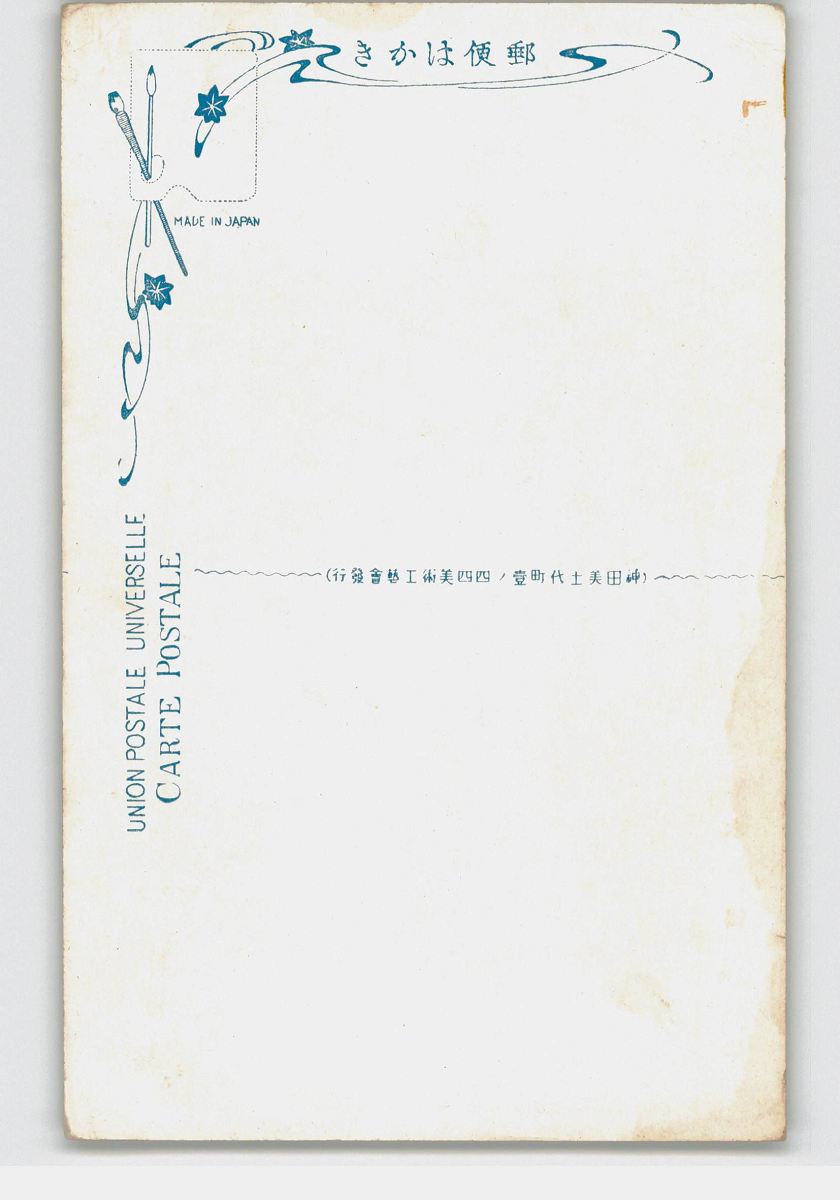 郵便はかき
MADE IN JAPAN
UNION POSTALE UNIVERSELLE
CARTE POSTALE
(神田美土代町壹ノ四四美術工藝會發行)